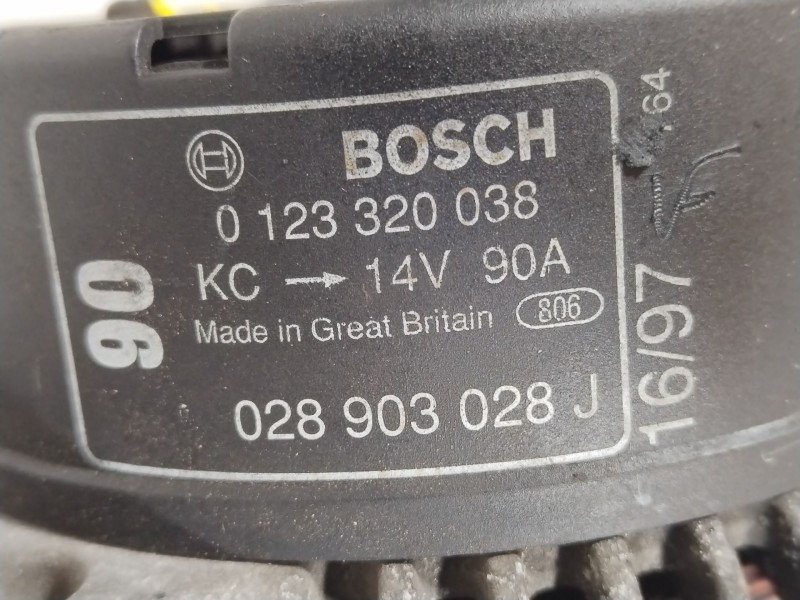 BOSCH
0 123 320 038
KC → 14V 90A
Made in Great Britain 806
028 903 028 J
90
16/97
64